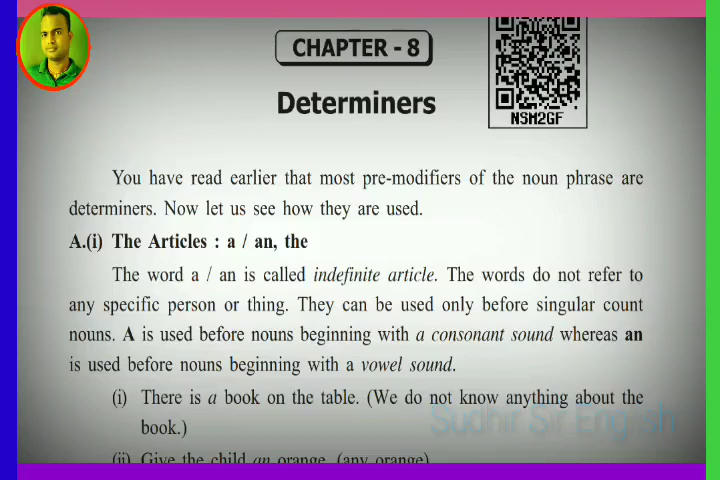 CHAPTER - 8
NSM2GF
Determiners
You have read earlier that most pre-modifiers of the noun phrase are
determiners. Now let us see how they are used.
A.(i) The Articles : a / an, the
The word a / an is called indefinite article. The words do not refer to
any specific person or thing. They can be used only before singular count
nouns. A is used before nouns beginning with a consonant sound whereas an
is used before nouns beginning with a vowel sound.
(i) There is a book on the table. (We do not know anything about the
book.)
Sudhir Sir English
(ii) Give the child an orange. (any orange)